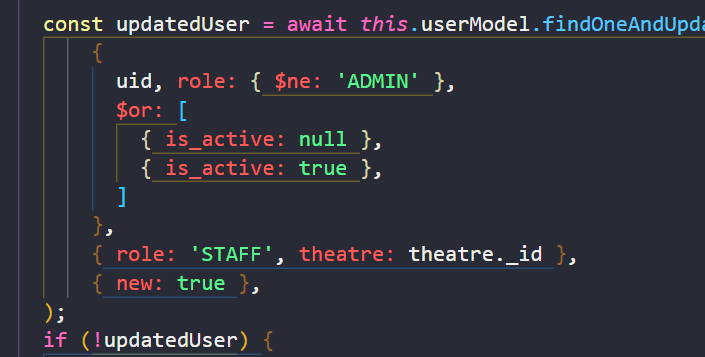 const updatedUser = await this.userModel.findOneAndUpda
{
uid, role: { $ne: 'ADMIN' },
$or: [
{ is_active: null },
{ is_active: true },
]
},
{ role: 'STAFF', theatre: theatre._id },
{ new: true },
);
if (!updatedUser) {